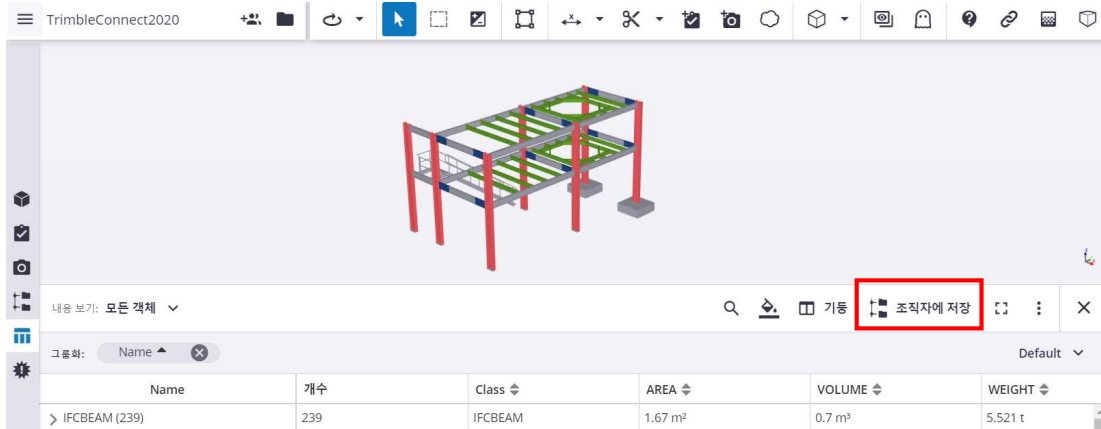 TrimbleConnect2020
내용 보기: 모든 객체
기둥
조직자에 저장
그룹화: Name
Default
Name 개수 Class AREA VOLUME WEIGHT
IFCBEAM (239) 239 IFCBEAM 1.67 m² 0.7 m³ 5.521 t